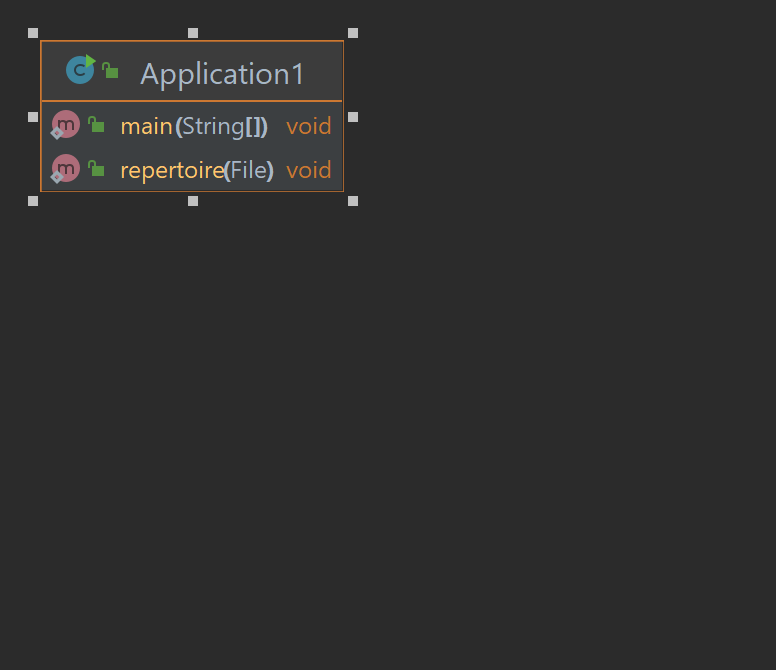 Application1
main(String[]) void
repertoire(File) void